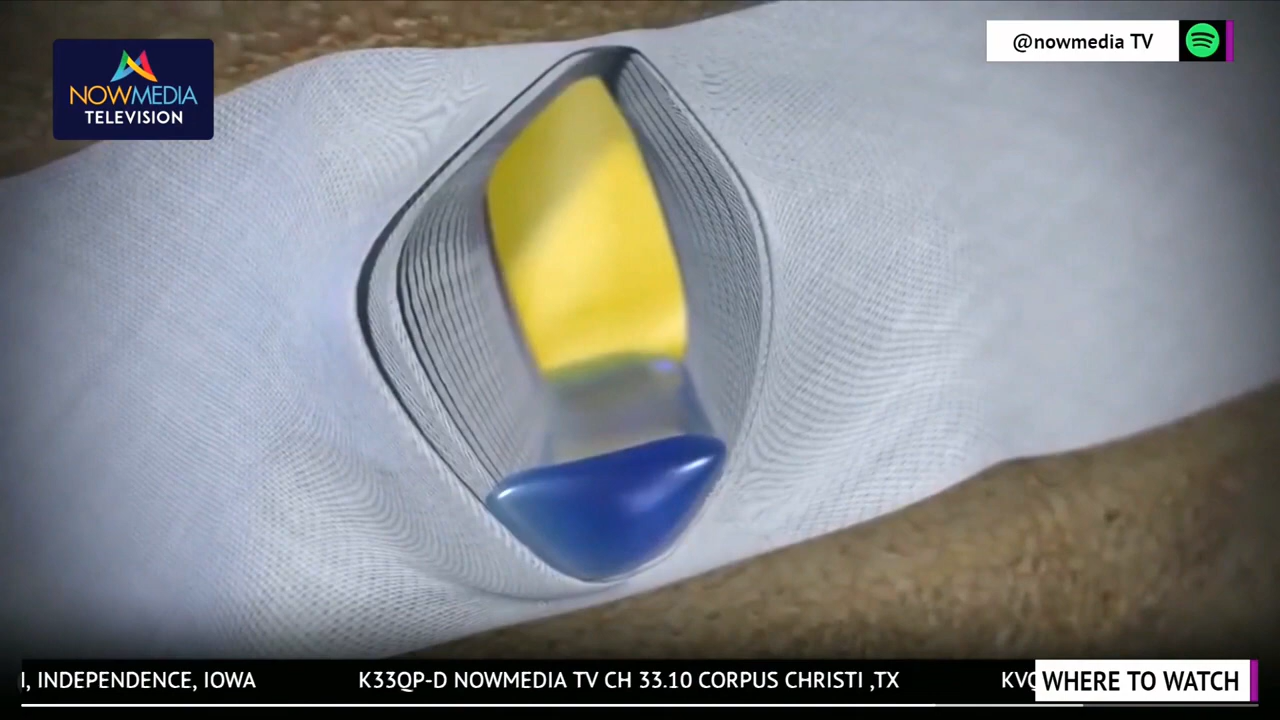 @nowmedia TV
NOWMEDIA
TELEVISION
, INDEPENDENCE, IOWA
K33QP-D NOWMEDIA TV CH 33.10 CORPUS CHRISTI ,TX
WHERE TO WATCH